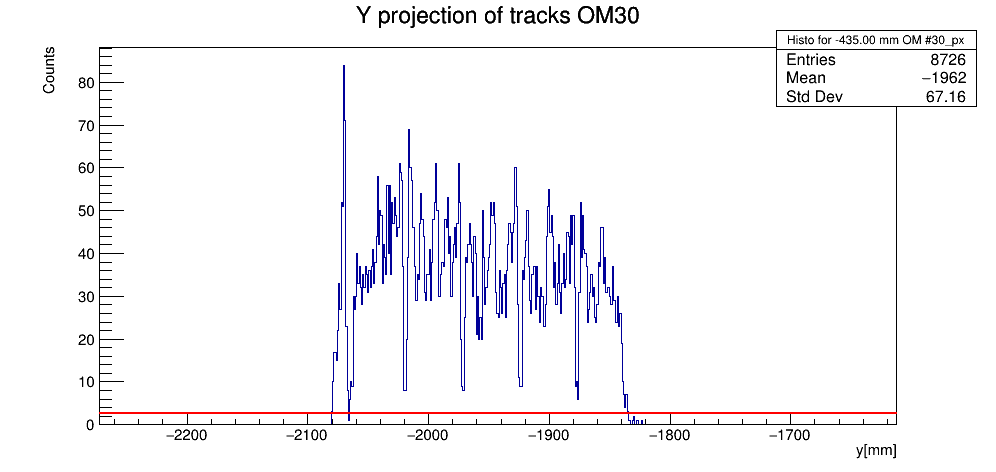 Y projection of tracks OM30
Histo for -435.00 mm OM #30_px
Entries 8726
Mean −1962
Std Dev 67.16
Counts
80
70
60
50
40
30
20
10
0
−2200 −2100 −2000 −1900 −1800 −1700
y[mm]